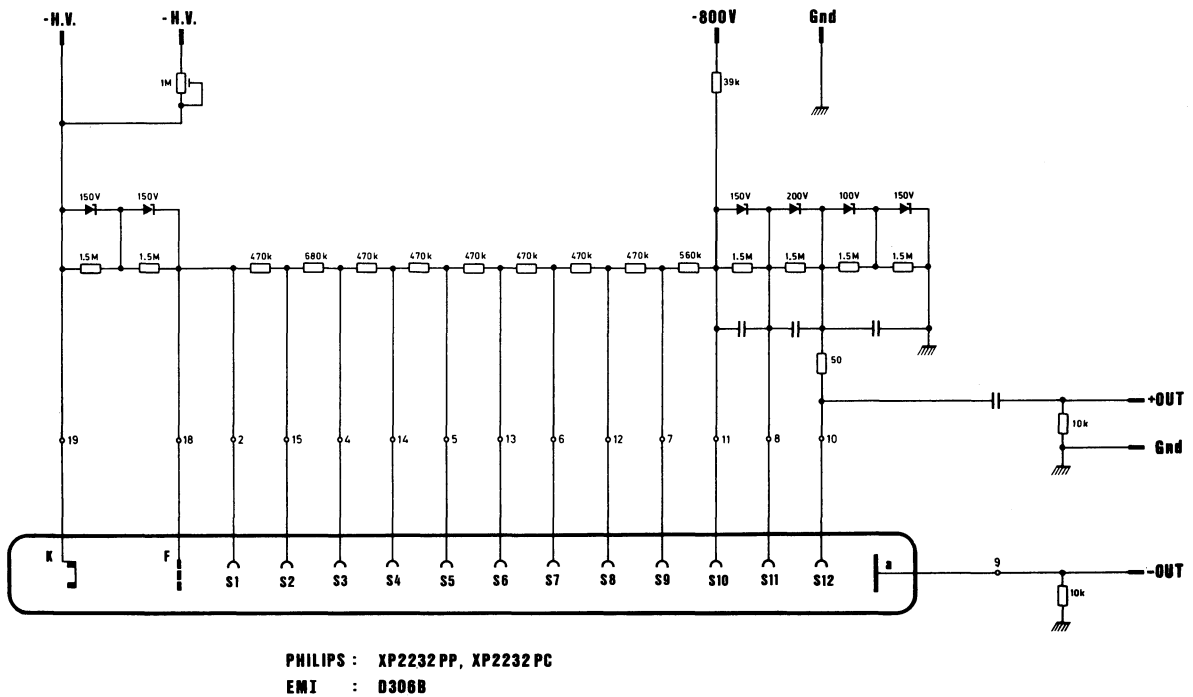 -H.V. -H.V. -800V Gnd
1M 39k
150V 150V 150V 200V 100V 150V
1.5M 1.5M 470k 680k 470k 470k 470k 470k 470k 470k 560k 1.5M 1.5M 1.5M 1.5M
50
+OUT
10k
19 18 2 15 4 14 5 13 6 12 7 11 8 10
Gnd
K F a 9
S1 S2 S3 S4 S5 S6 S7 S8 S9 S10 S11 S12
-OUT
10k
PHILIPS : XP2232PP, XP2232PC
EMI : D306B